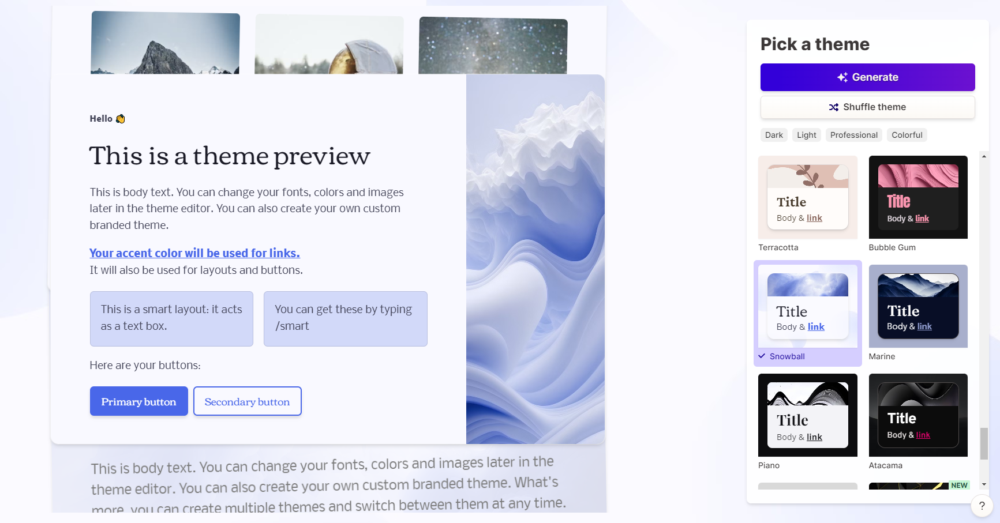 Hello
This is a theme preview
This is body text. You can change your fonts, colors and images
later in the theme editor. You can also create your own custom
branded theme.
Your accent color will be used for links.
It will also be used for layouts and buttons.
This is a smart layout: it acts
as a text box.
You can get these by typing
/smart
Here are your buttons:
Primary button
Secondary button
This is body text. You can change your fonts, colors and images later in the
theme editor. You can also create your own custom branded theme. What's
more, you can create multiple themes and switch between them at any time.
Pick a theme
Generate
Shuffle theme
Dark
Light
Professional
Colorful
Title
Body & link
Terracotta
Title
Body & link
Bubble Gum
Title
Body & link
Snowball
Title
Body & link
Marine
Title
Body & link
Piano
Title
Body & link
Atacama
NEW
?